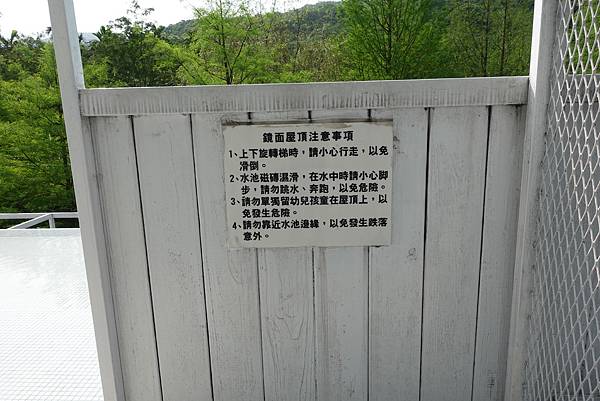 鏡面屋頂注意事項
1、上下旋轉梯時，請小心行走，以免
滑倒。
2、水池磁磚濕滑，在水中時請小心腳
步，請勿跳水、奔跑，以免危險。
3、請勿單獨留幼兒孩童在屋頂上，以
免發生危險。
4、請勿靠近水池邊緣，以免發生跌落
意外。